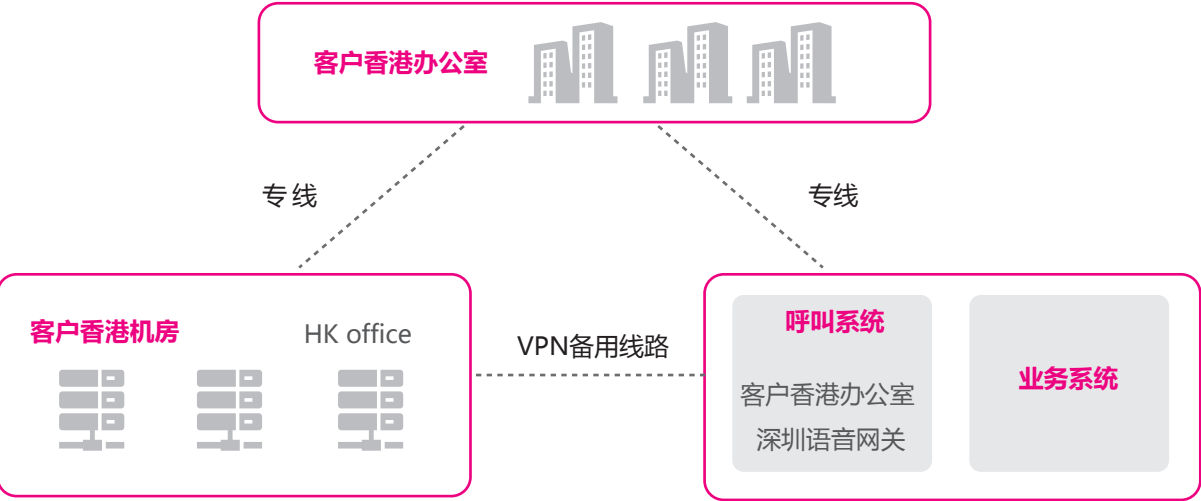 客户香港办公室
专 线
专线
客户香港机房
HK office
VPN备用线路
呼叫系统
客户香港办公室
深圳语音网关
业务系统